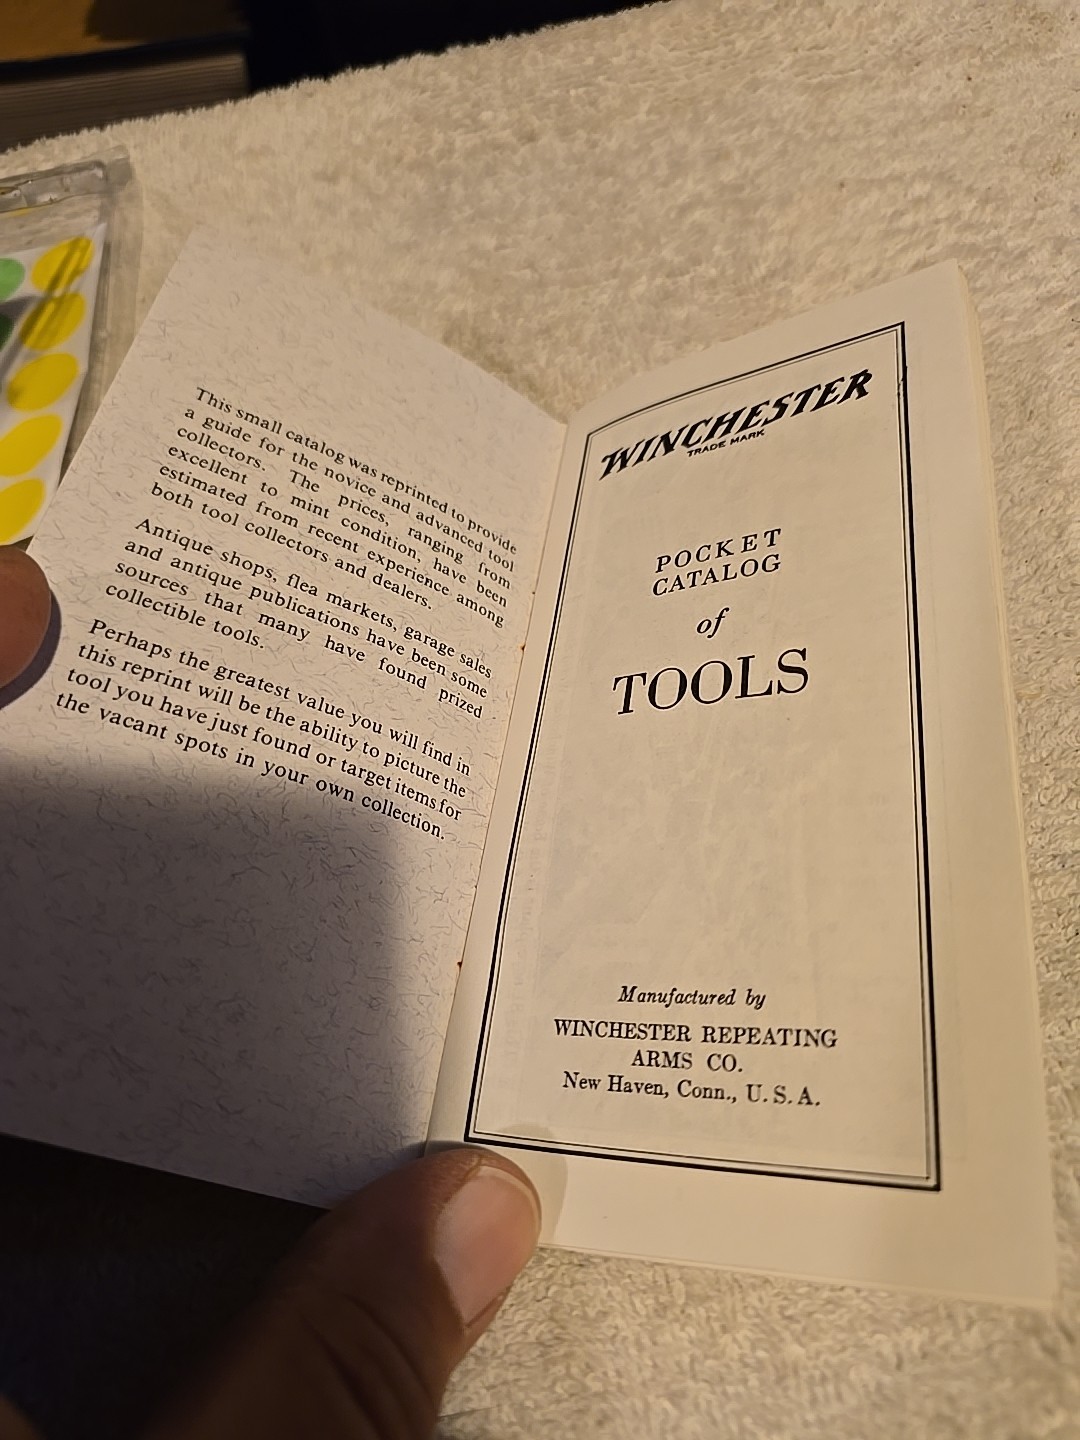 This small catalog was reprinted to provide
a guide for the novice and advanced tool
collectors. The prices, ranging from
excellent to mint condition, have been
estimated from recent experience among
both tool collectors and dealers.
Antique shops, flea markets, garage sales
and antique publications have been some
sources that many have found prized
collectible tools.
Perhaps the greatest value you will find in
this reprint will be the ability to picture the
tool you have just found or target items for
the vacant spots in your own collection.
WINCHESTER
TRADE MARK
POCKET
CATALOG
of
TOOLS
Manufactured by
WINCHESTER REPEATING
ARMS CO.
New Haven, Conn., U. S. A.